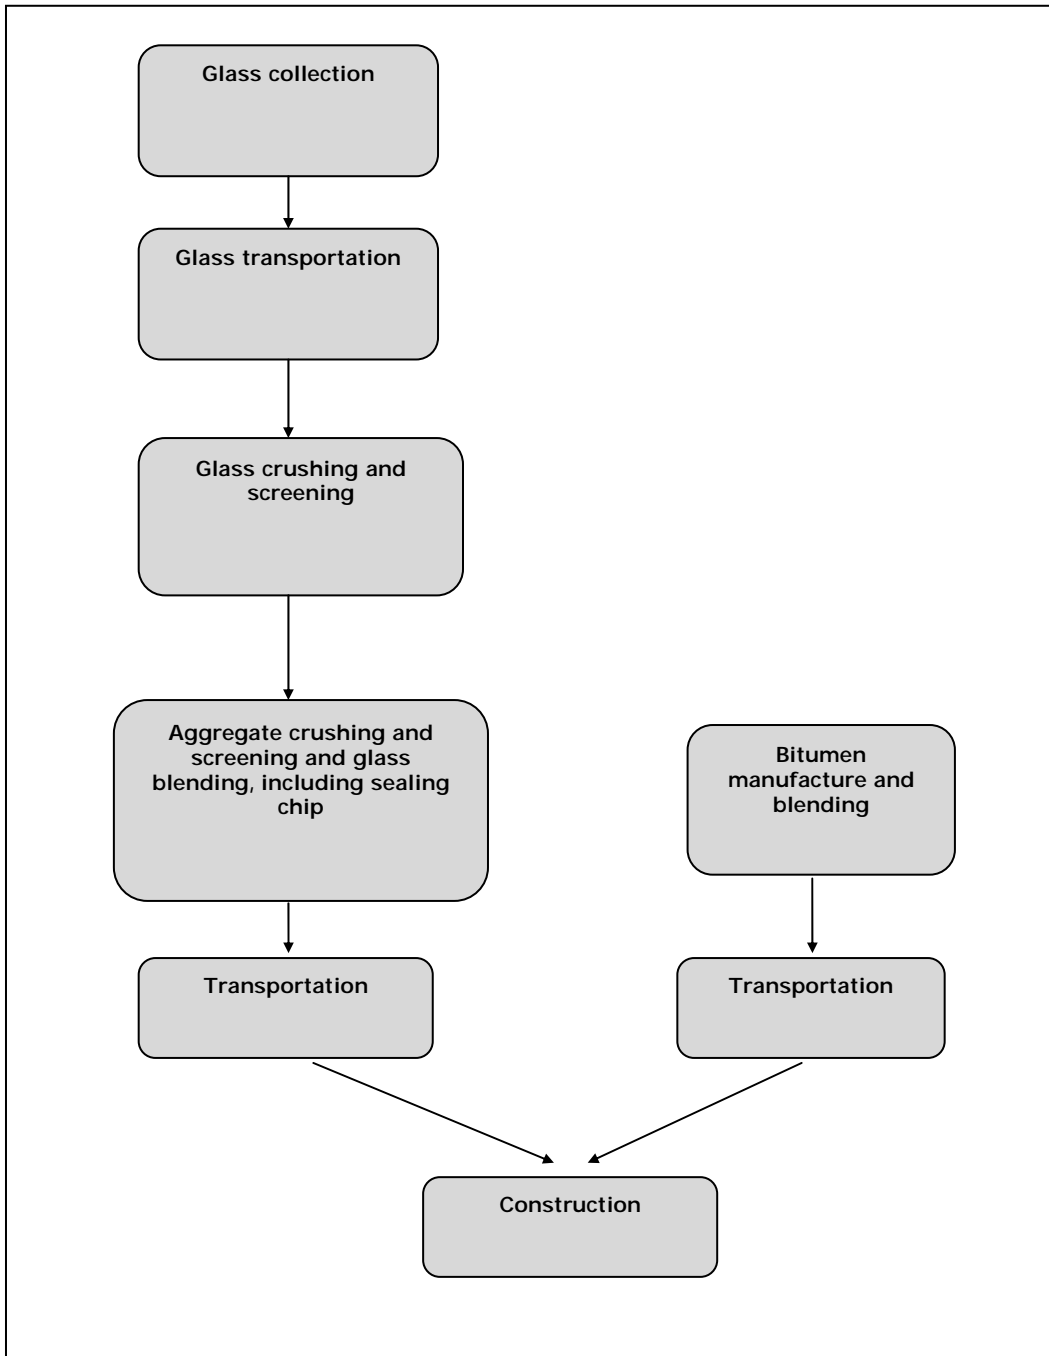 Glass collection
Glass transportation
Glass crushing and
screening
Aggregate crushing and
screening and glass
blending, including sealing
chip
Bitumen
manufacture and
blending
Transportation
Transportation
Construction